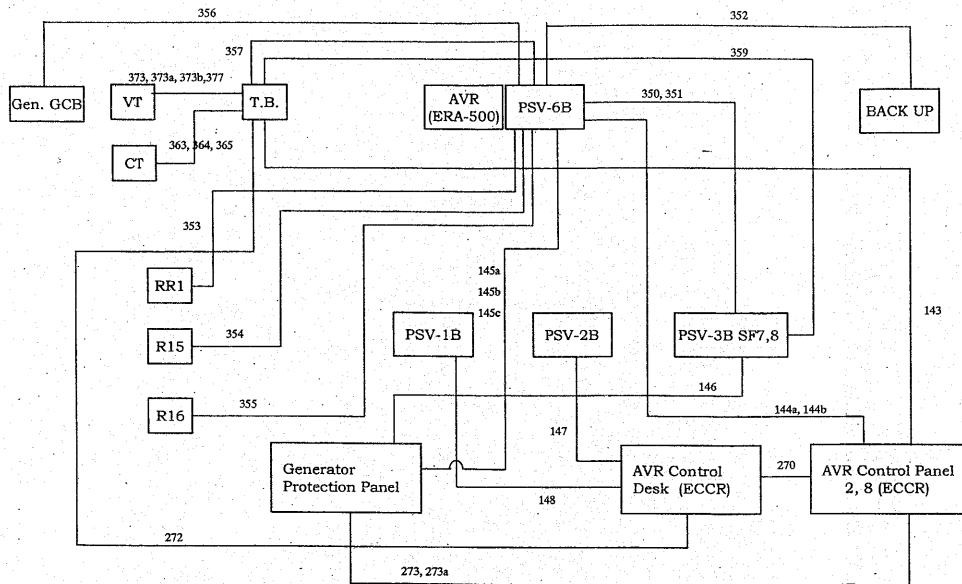 356
352
357
359
373, 373a, 373b,377
Gen. GCB
VT
T.B.
AVR
(ERA-500)
PSV-6B
350, 351
BACK UP
363, 364, 365
CT
353
RR1
145a
145b
145c
143
354
R15
PSV-1B
PSV-2B
PSV-3B SF7,8
146
355
R16
144a, 144b
147
Generator
Protection Panel
AVR Control
Desk (ECCR)
270
AVR Control Panel
2, 8 (ECCR)
148
272
273, 273a